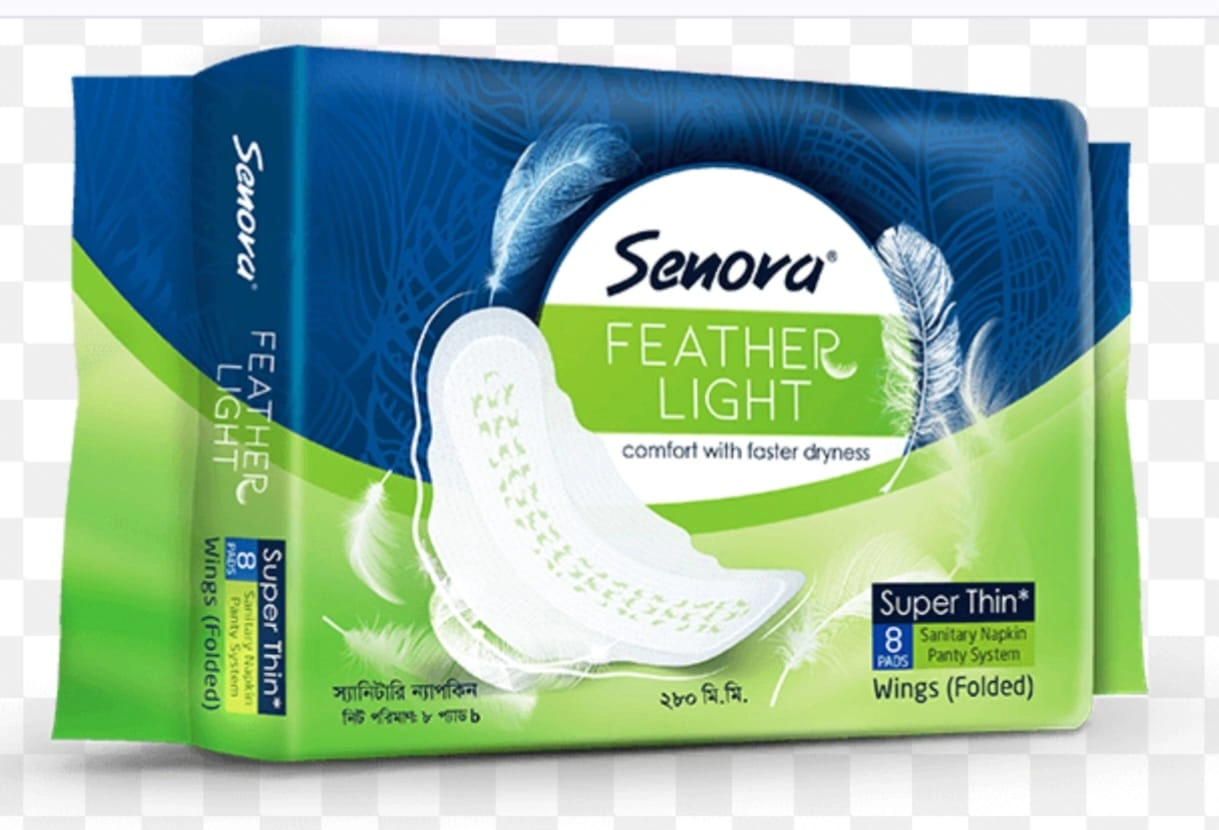 Senora®
FEATHER
LIGHT
Super Thin*
8
PADS
Sanitary Napkin
Panty System
Wings (Folded)
Senora®
FEATHER
LIGHT
comfort with faster dryness
Super Thin*
8
PADS
Sanitary Napkin
Panty System
Wings (Folded)
স্যানিটারি ন্যাপকিন
নিট পরিমাণ: ৮ প্যাড
২৮০ মি.মি.